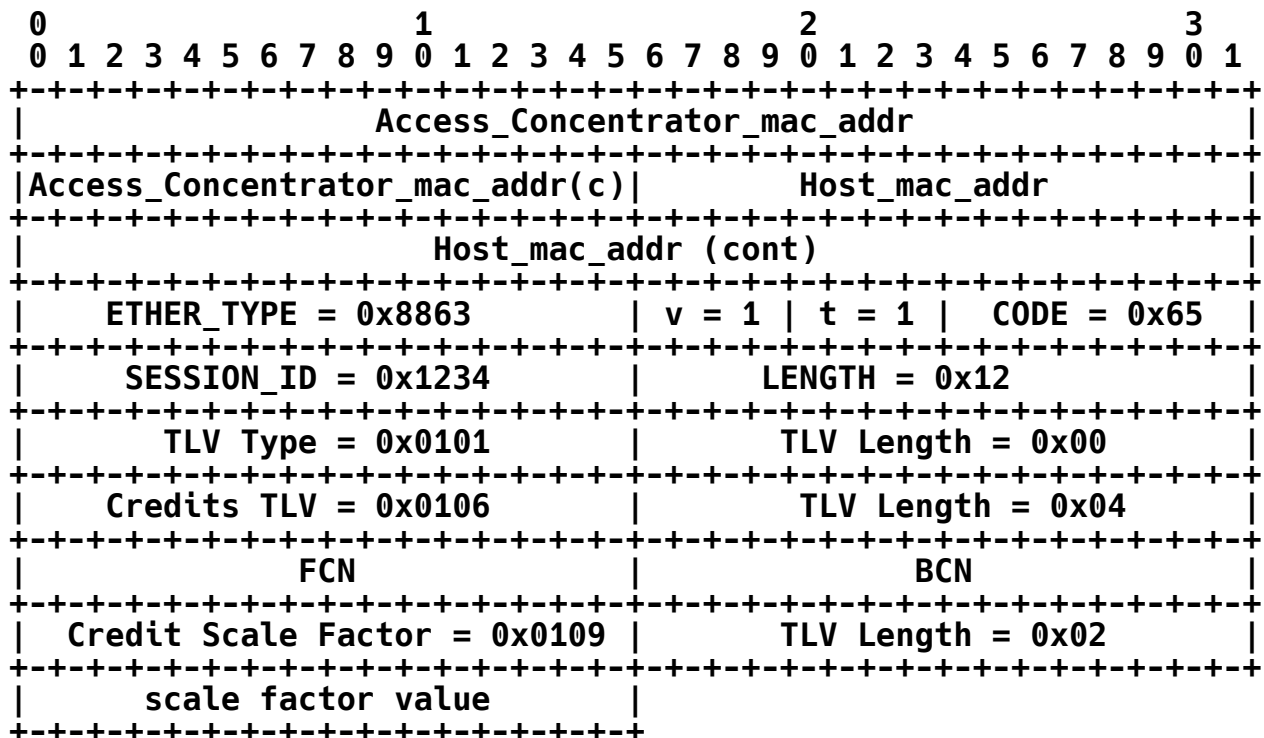 0                   1                   2                   3
 0 1 2 3 4 5 6 7 8 9 0 1 2 3 4 5 6 7 8 9 0 1 2 3 4 5 6 7 8 9 0 1
+-+-+-+-+-+-+-+-+-+-+-+-+-+-+-+-+-+-+-+-+-+-+-+-+-+-+-+-+-+-+-+-+
|                  Access_Concentrator_mac_addr                 |
+-+-+-+-+-+-+-+-+-+-+-+-+-+-+-+-+-+-+-+-+-+-+-+-+-+-+-+-+-+-+-+-+
|Access_Concentrator_mac_addr(c)|        Host_mac_addr          |
+-+-+-+-+-+-+-+-+-+-+-+-+-+-+-+-+-+-+-+-+-+-+-+-+-+-+-+-+-+-+-+-+
|                     Host_mac_addr (cont)                      |
+-+-+-+-+-+-+-+-+-+-+-+-+-+-+-+-+-+-+-+-+-+-+-+-+-+-+-+-+-+-+-+-+
|    ETHER_TYPE = 0x8863        | v = 1 | t = 1 |  CODE = 0x65  |
+-+-+-+-+-+-+-+-+-+-+-+-+-+-+-+-+-+-+-+-+-+-+-+-+-+-+-+-+-+-+-+-+
|     SESSION_ID = 0x1234       |      LENGTH = 0x12            |
+-+-+-+-+-+-+-+-+-+-+-+-+-+-+-+-+-+-+-+-+-+-+-+-+-+-+-+-+-+-+-+-+
|       TLV Type = 0x0101       |       TLV Length = 0x00       |
+-+-+-+-+-+-+-+-+-+-+-+-+-+-+-+-+-+-+-+-+-+-+-+-+-+-+-+-+-+-+-+-+
|    Credits TLV = 0x0106       |        TLV Length = 0x04      |
+-+-+-+-+-+-+-+-+-+-+-+-+-+-+-+-+-+-+-+-+-+-+-+-+-+-+-+-+-+-+-+-+
|              FCN              |              BCN              |
+-+-+-+-+-+-+-+-+-+-+-+-+-+-+-+-+-+-+-+-+-+-+-+-+-+-+-+-+-+-+-+-+
|  Credit Scale Factor = 0x0109 |       TLV Length = 0x02       |
+-+-+-+-+-+-+-+-+-+-+-+-+-+-+-+-+-+-+-+-+-+-+-+-+-+-+-+-+-+-+-+-+
|      scale factor value       |
+-+-+-+-+-+-+-+-+-+-+-+-+-+-+-+-+